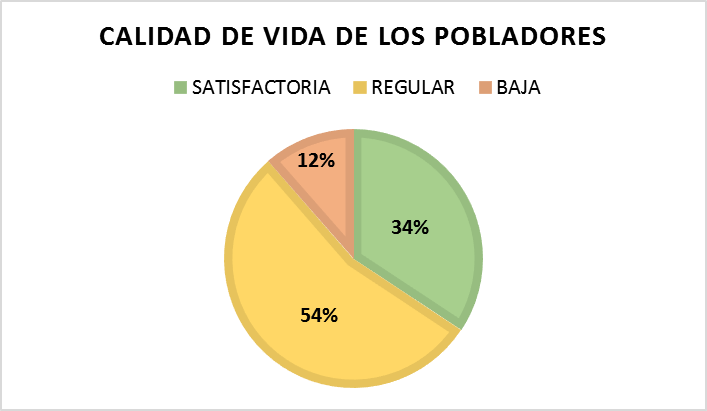 CALIDAD DE VIDA DE LOS POBLADORES
SATISFACTORIA REGULAR BAJA
12%
34%
54%